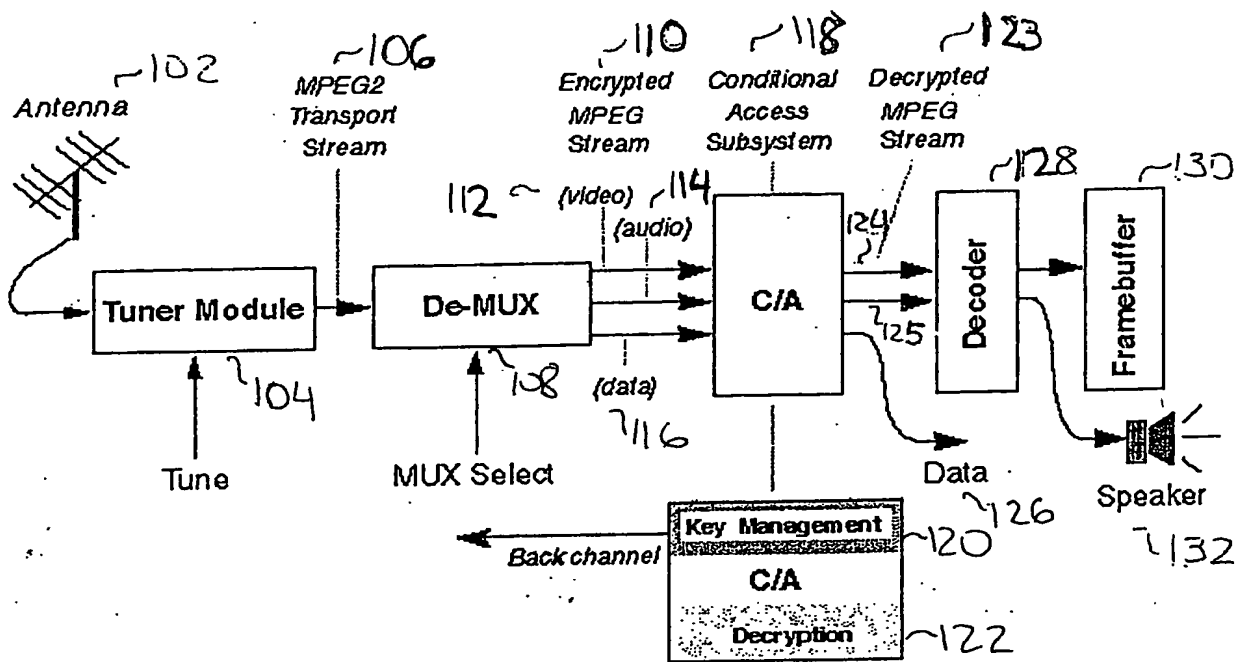 102
Antenna
106
MPEG2
Transport
Stream
110
Encrypted
MPEG
Stream
118
Conditional
Access
Subsystem
123
Decrypted
MPEG
Stream
112
{video}
114
{audio}
124
128
130
Tuner Module
De-MUX
C/A
125
Decoder
Framebuffer
104
108
{data}
116
Tune
MUX Select
Data
126
Speaker
132
Back channel
Key Management
120
C/A
Decryption
122